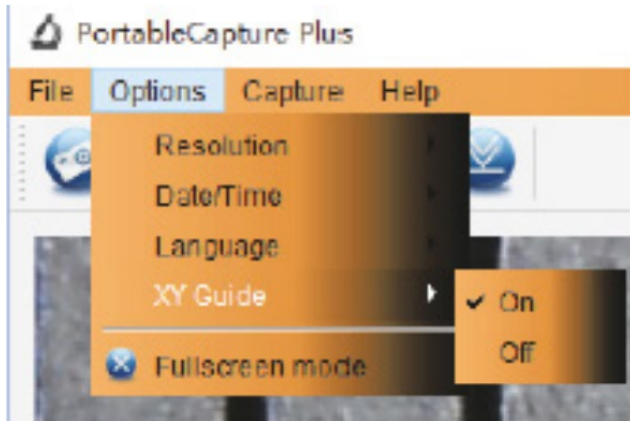 PortableCapture Plus
File Options Capture Help
Resolution
Date/Time
Language
XY Guide
On
Off
Fullscreen mode